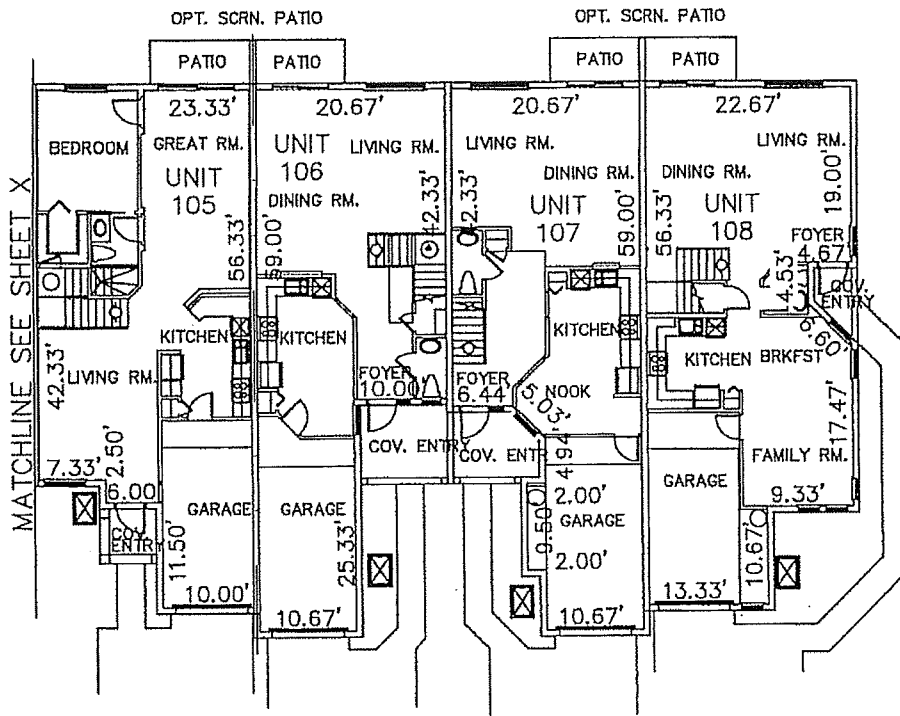 OPT. SCRN. PATIO
OPT. SCRN. PATIO
PATIO
PATIO
PATIO
PATIO
23.33'
20.67'
20.67'
22.67'
BEDROOM
GREAT RM.
UNIT
105
UNIT
106
LIVING RM.
DINING RM.
LIVING RM.
DINING RM.
UNIT
107
LIVING RM.
DINING RM.
UNIT
108
MATCHLINE SEE SHEET X
56.33'
59.00'
42.33'
42.33'
59.00'
56.33'
19.00'
FOYER
4.67'
14.53'
COV.
ENTRY
6.60'
KITCHEN
KITCHEN
KITCHEN
KITCHEN
BRKFST
LIVING RM.
42.33'
FOYER
10.00'
FOYER
6.44'
NOOK
5.03'
17.47'
7.33'
2.50'
6.00'
COV. ENTRY
COV. ENTRY
4.94'
FAMILY RM.
9.33'
GARAGE
GARAGE
GARAGE
GARAGE
COV
ENTRY
11.50'
25.33'
9.50'
2.00'
2.00'
10.67'
10.00'
10.67'
10.67'
13.33'